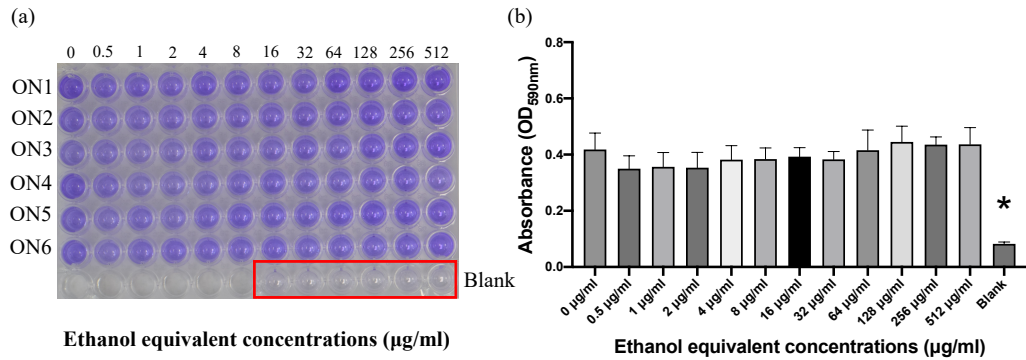 (a)
0 0.5 1 2 4 8 16 32 64 128 256 512
ON1
ON2
ON3
ON4
ON5
ON6
Blank
Ethanol equivalent concentrations (µg/ml)
(b)
Absorbance (OD590nm)
0.8
0.6
0.4
0.2
0.0
*
0 µg/ml
0.5 µg/ml
1 µg/ml
2 µg/ml
4 µg/ml
8 µg/ml
16 µg/ml
32 µg/ml
64 µg/ml
128 µg/ml
256 µg/ml
512 µg/ml
Blank
Ethanol equivalent concentrations (µg/ml)